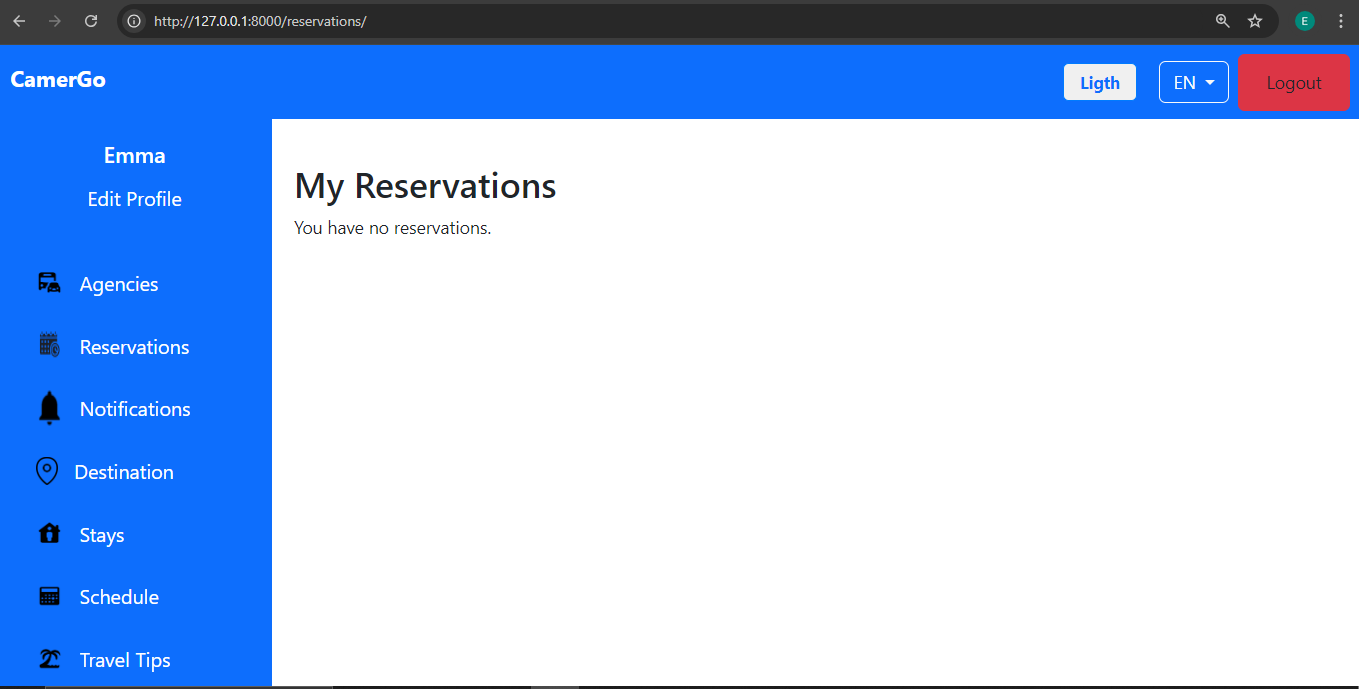 http://127.0.0.1:8000/reservations/
E
CamerGo
Ligth
EN
Logout
Emma
Edit Profile
Agencies
Reservations
Notifications
Destination
Stays
Schedule
Travel Tips
My Reservations
You have no reservations.